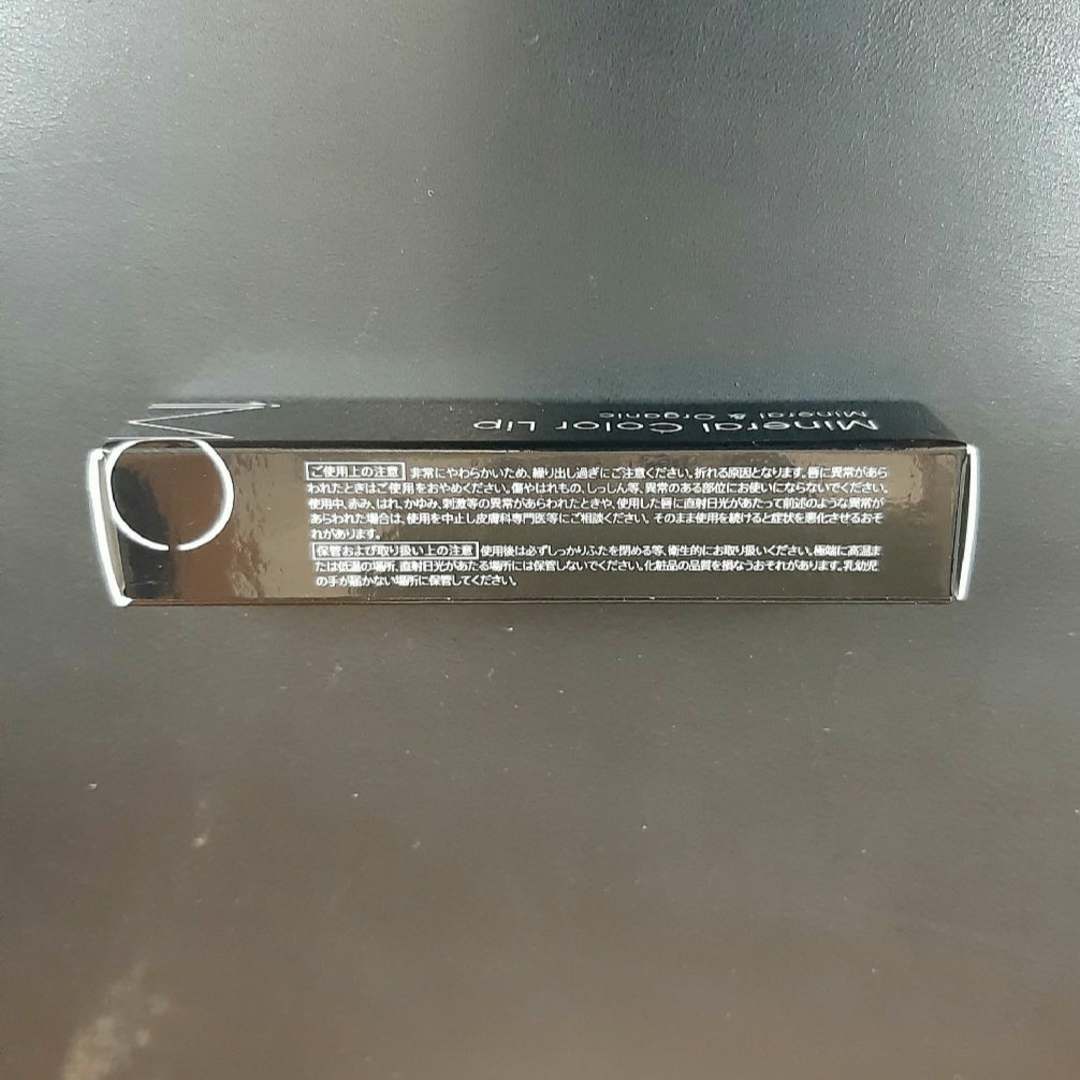 Mineral & Organic
Mineral Color Lip
ご使用上の注意 非常にやわらかいため、繰り出し過ぎにご注意ください。折れる原因となります。唇に異常があら
われたときはご使用をおやめください。傷やはれもの、しっしん等、異常のある部位にお使いにならないでください。
使用中、赤み、はれ、かゆみ、刺激等の異常があらわれたときや、使用した唇に直射日光があたって前述のような異常が
あらわれた場合は、使用を中止し皮膚科専門医等にご相談ください。そのまま使用を続けると症状を悪化させるおそ
れがあります。
保管および取り扱い上の注意 使用後は必ずしっかりふたを閉める等、衛生的にお取り扱いください。極端に高温ま
たは低温の場所、直射日光があたる場所には保管しないでください。化粧品の品質を損なうおそれがあります。乳幼児
の手が届かない場所に保管してください。